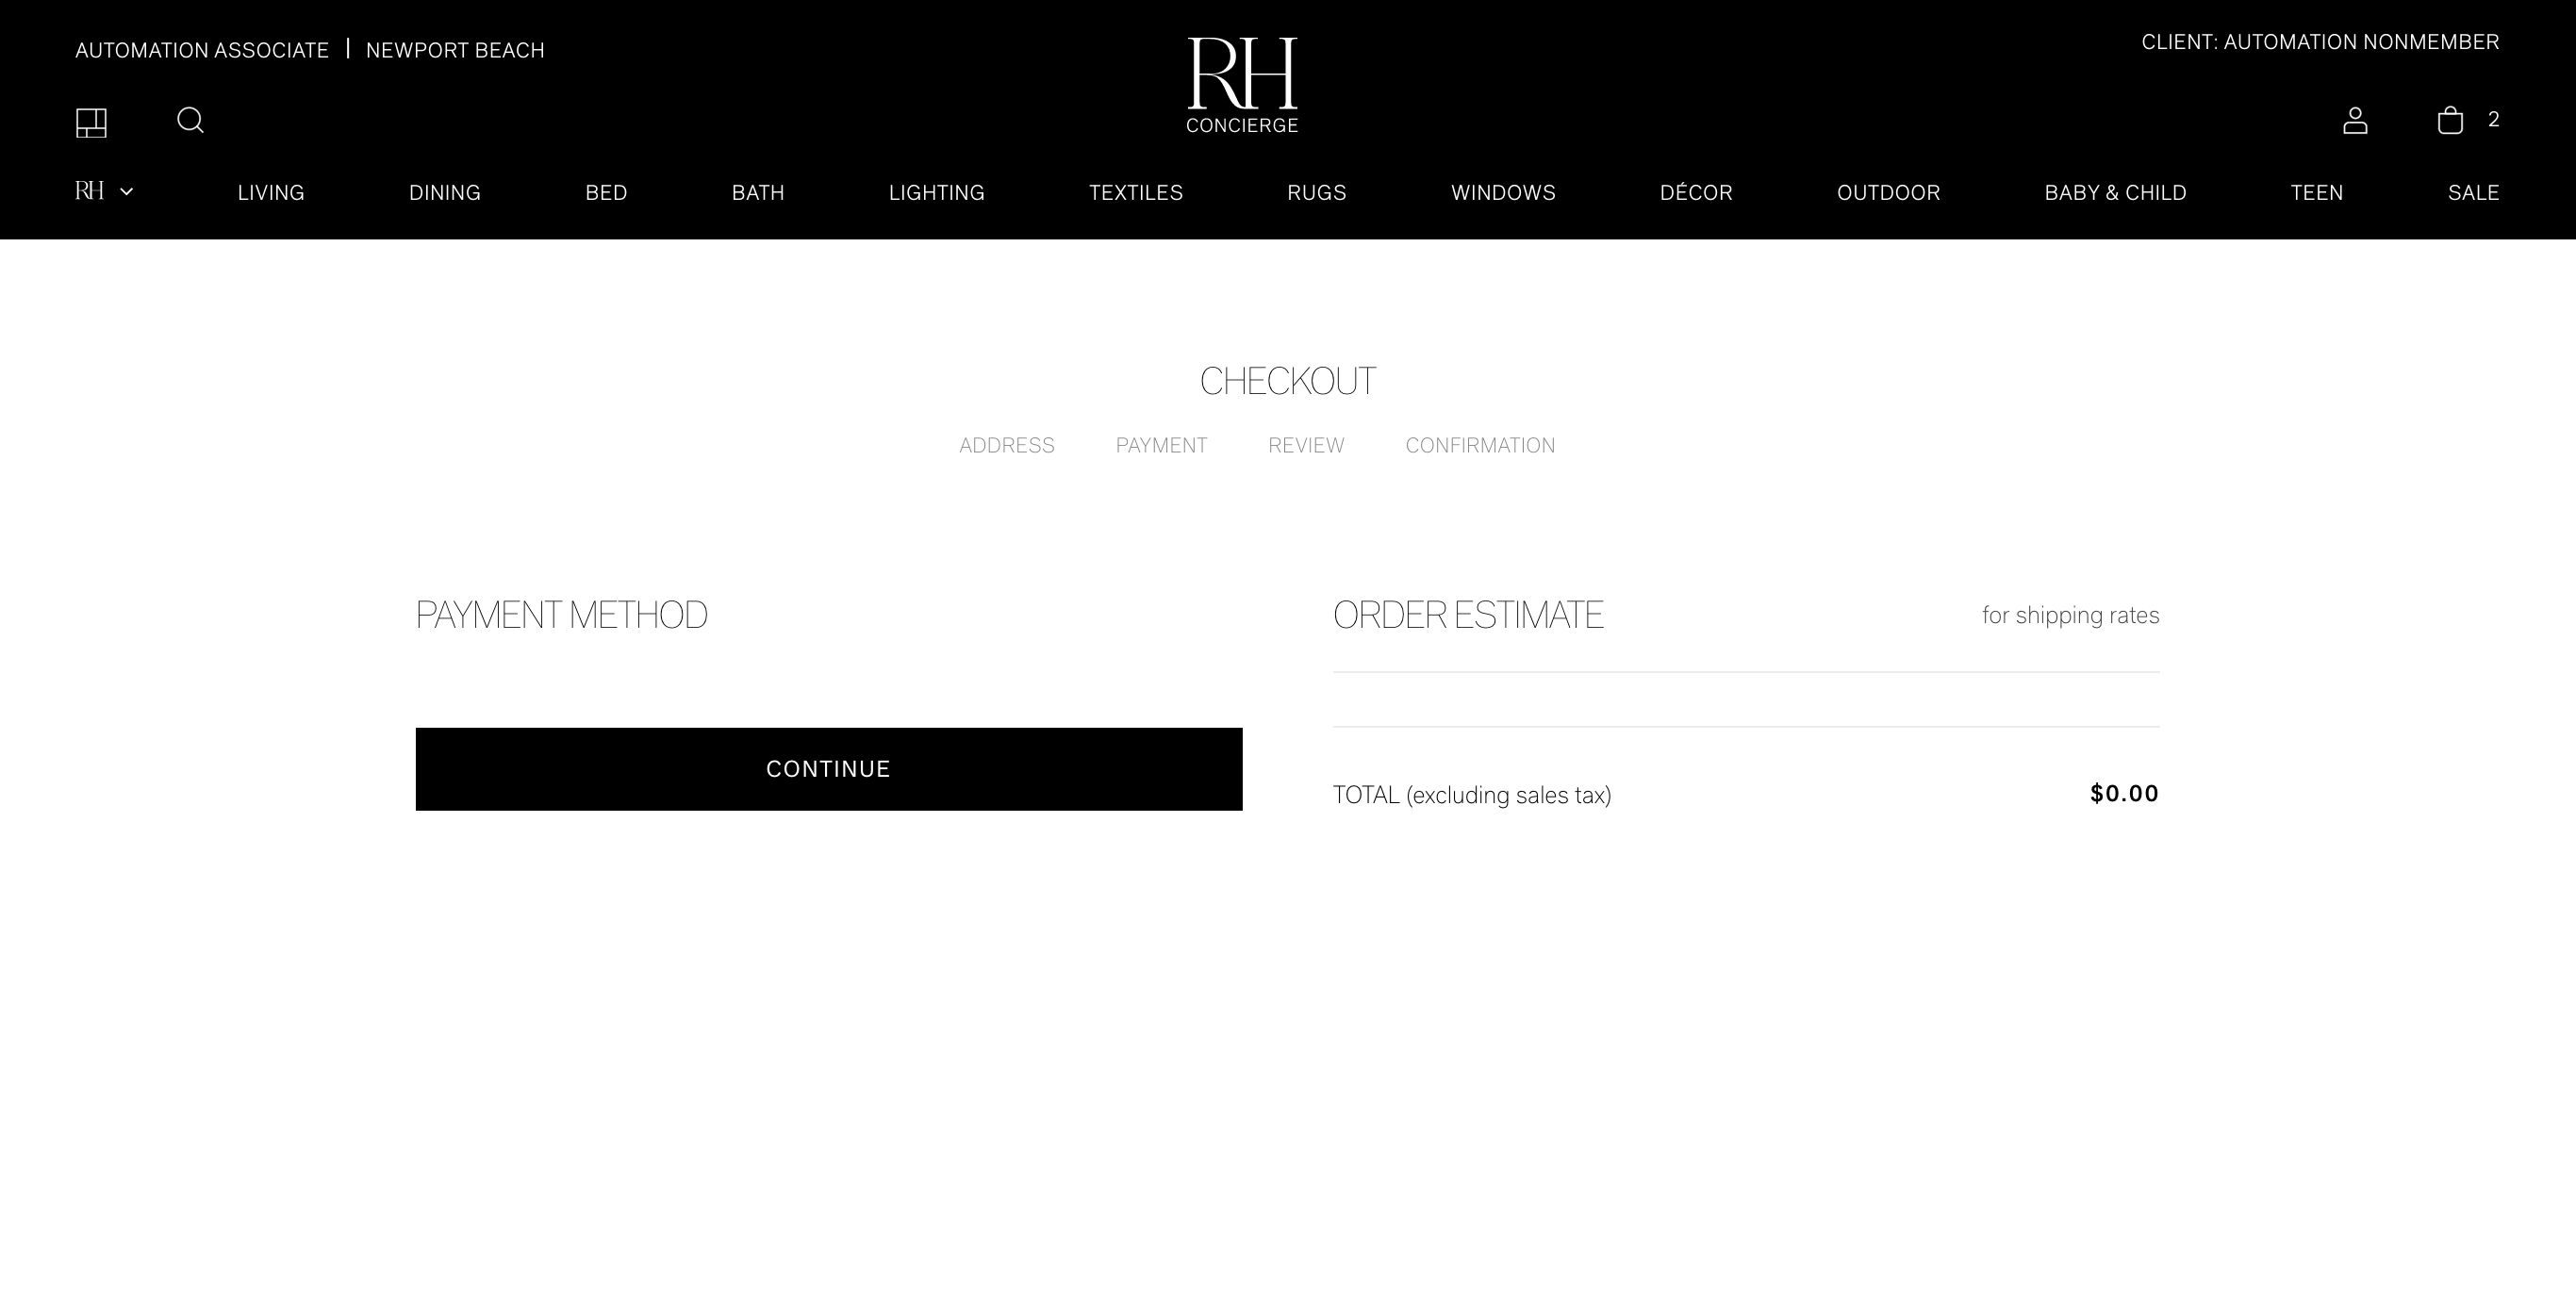 AUTOMATION ASSOCIATE | NEWPORT BEACH
CLIENT: AUTOMATION NONMEMBER
RH
CONCIERGE
2
RH LIVING DINING BED BATH LIGHTING TEXTILES RUGS WINDOWS DÉCOR OUTDOOR BABY & CHILD TEEN SALE
CHECKOUT
ADDRESS PAYMENT REVIEW CONFIRMATION
PAYMENT METHOD
CONTINUE
ORDER ESTIMATE for shipping rates
TOTAL (excluding sales tax) $0.00